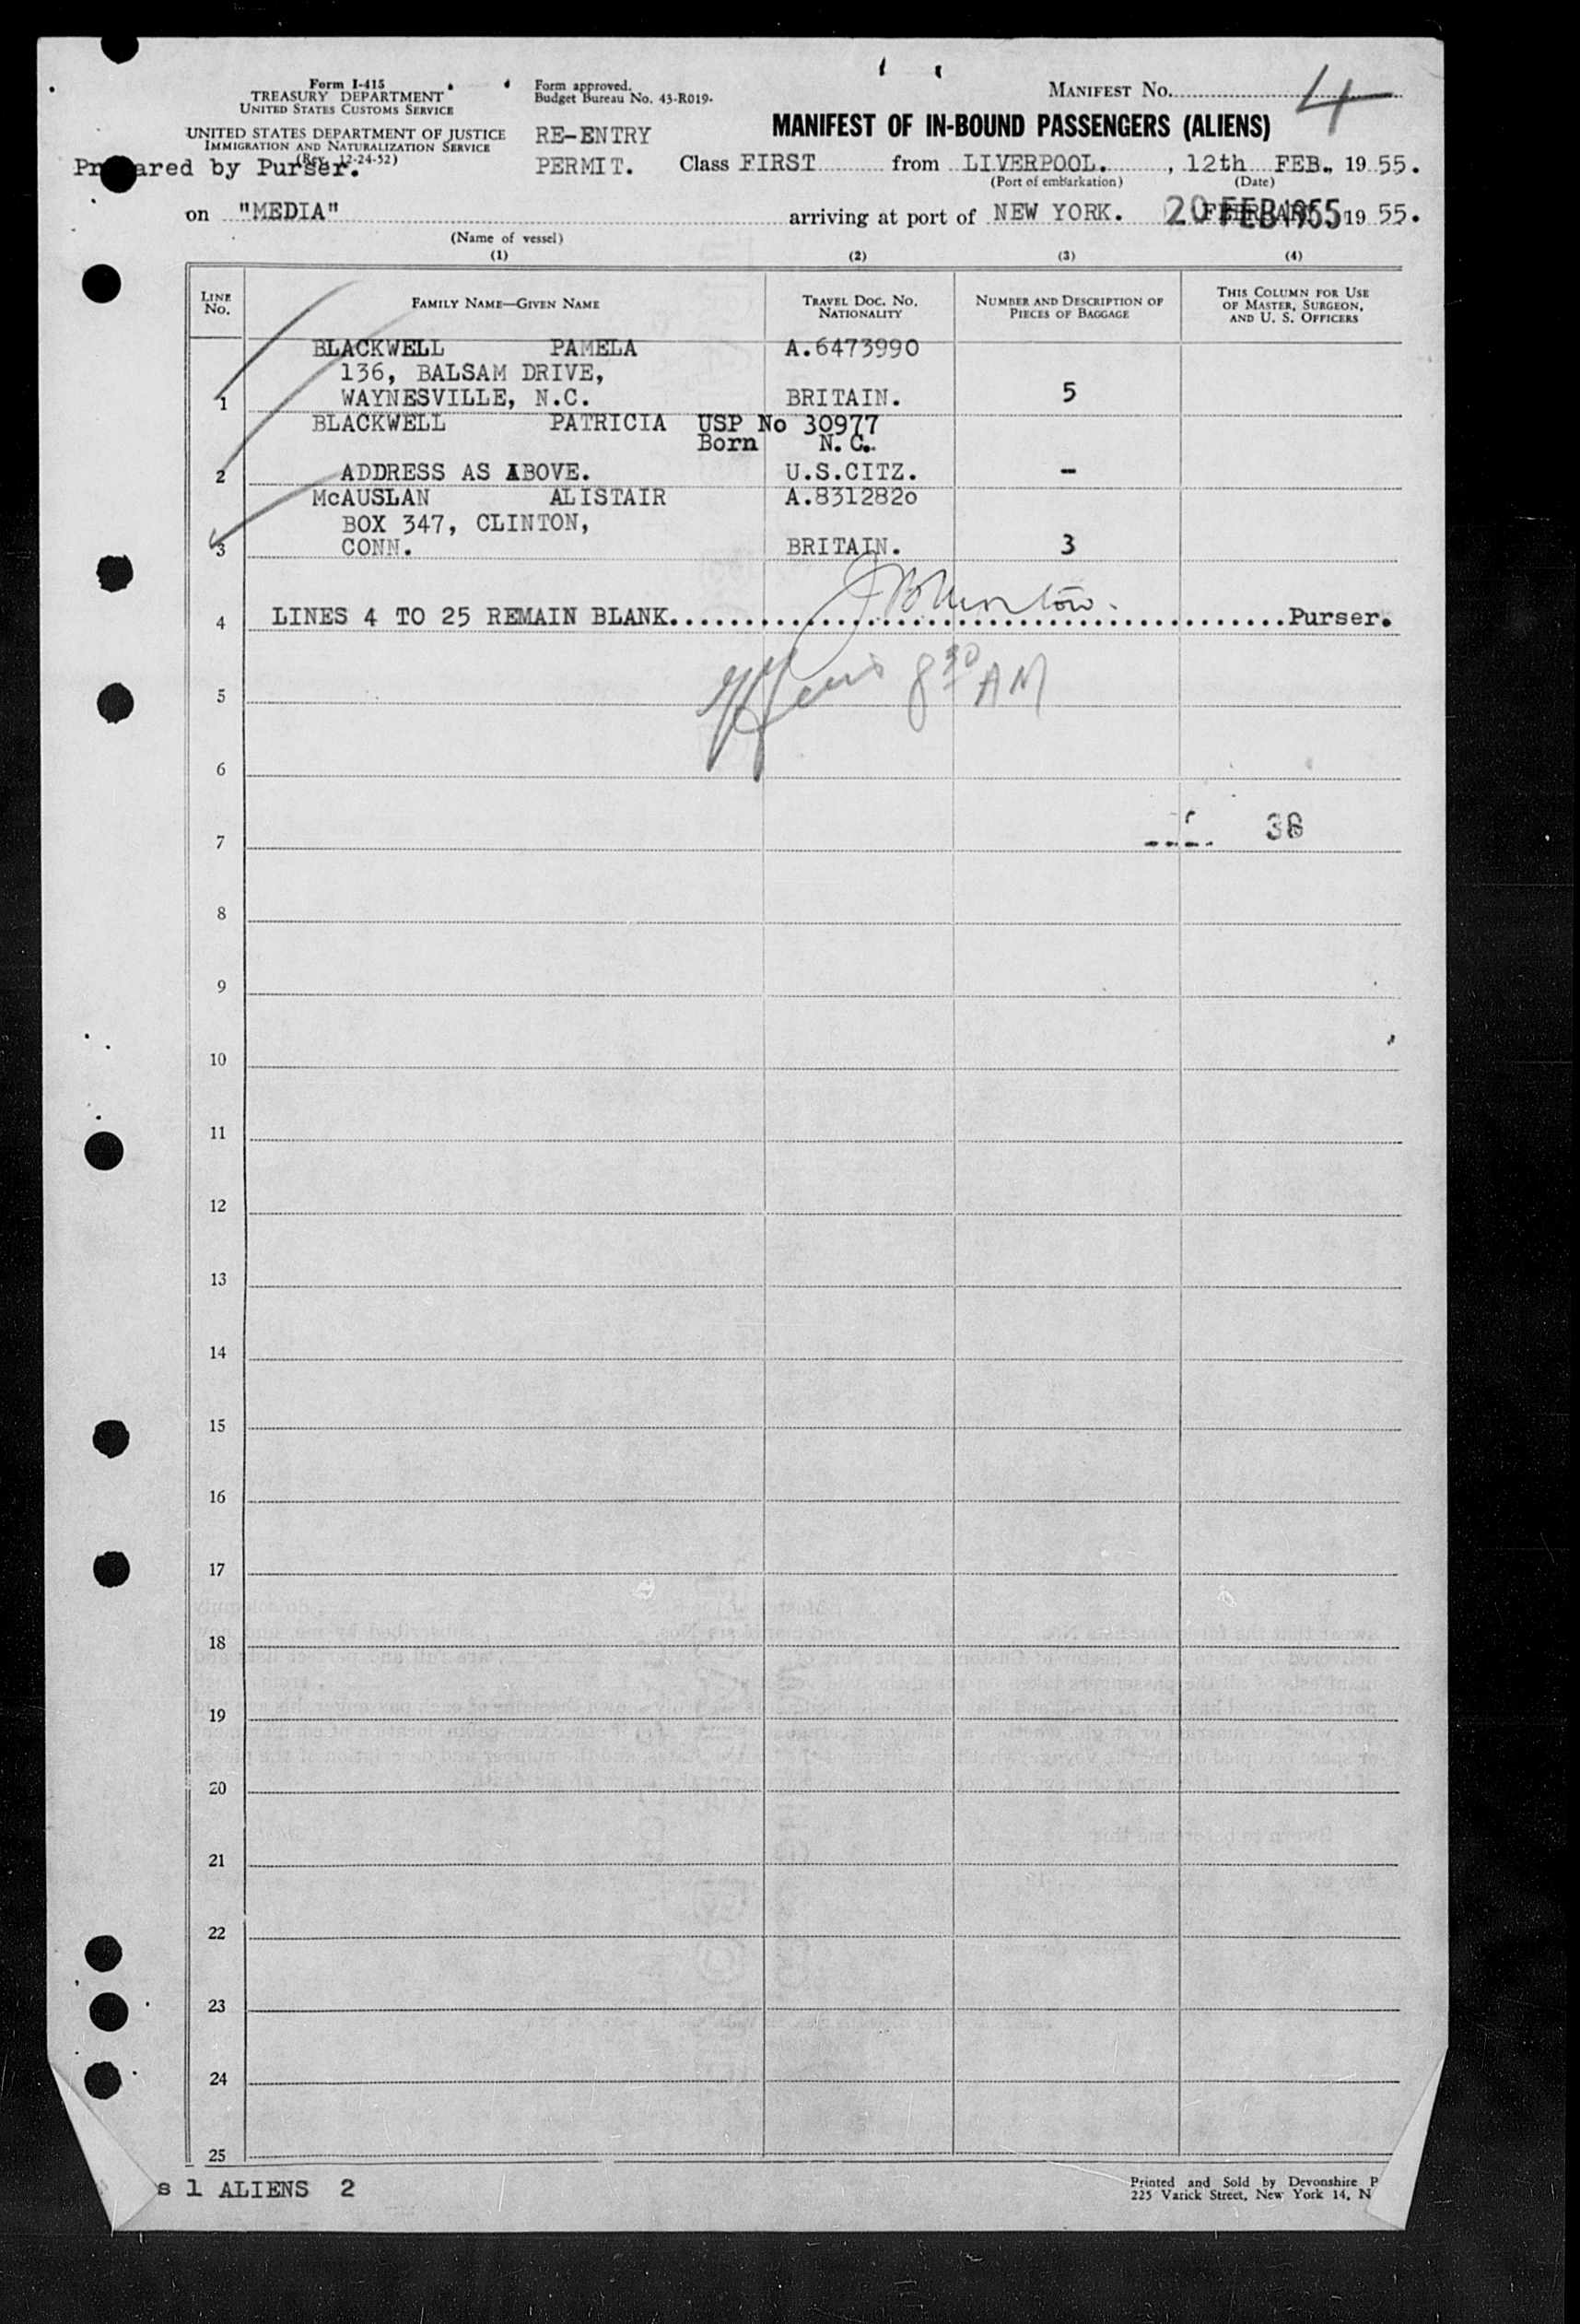 Form I-415
TREASURY DEPARTMENT
UNITED STATES CUSTOMS SERVICE
UNITED STATES DEPARTMENT OF JUSTICE
IMMIGRATION AND NATURALIZATION SERVICE
(Rev. 12-24-52)
Prepared by Purser.
Form approved.
Budget Bureau No. 43-R019.
RE-ENTRY
PERMIT.
MANIFEST NO. 4
MANIFEST OF IN-BOUND PASSENGERS (ALIENS)
Class FIRST from LIVERPOOL. , 12th FEB., 19 55.
(Port of embarkation) (Date)
on "MEDIA" arriving at port of NEW YORK. 20 FEB 1955 19 55.
(Name of vessel)
(1) (2) (3) (4)
LINE NO. FAMILY NAME—GIVEN NAME TRAVEL DOC. NO. NATIONALITY NUMBER AND DESCRIPTION OF PIECES OF BAGGAGE THIS COLUMN FOR USE OF MASTER, SURGEON, AND U. S. OFFICERS
BLACKWELL PAMELA A.6473990
136, BALSAM DRIVE,
1 WAYNESVILLE, N.C. BRITAIN. 5
BLACKWELL PATRICIA USP No 30977
Born N.C.
2 ADDRESS AS ABOVE. U.S.CITZ. -
McAUSLAN ALISTAIR A.8312820
BOX 347, CLINTON,
3 CONN. BRITAIN. 3
4 LINES 4 TO 25 REMAIN BLANK. Purser.
8 30 AM
5
6
7 38
8
9
10
11
12
13
14
15
16
17
18
19
20
21
22
23
24
25
s 1 ALIENS 2
Printed and Sold by Devonshire P
225 Varick Street, New York 14, N